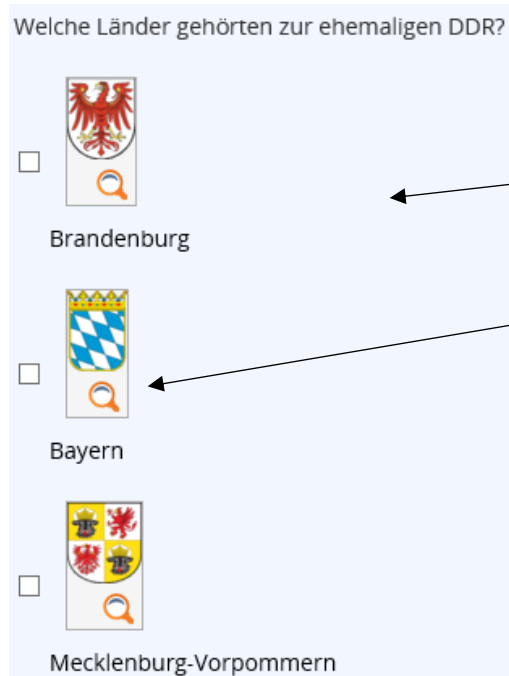 Welche Länder gehörten zur ehemaligen DDR?
Brandenburg
Bayern
Mecklenburg-Vorpommern